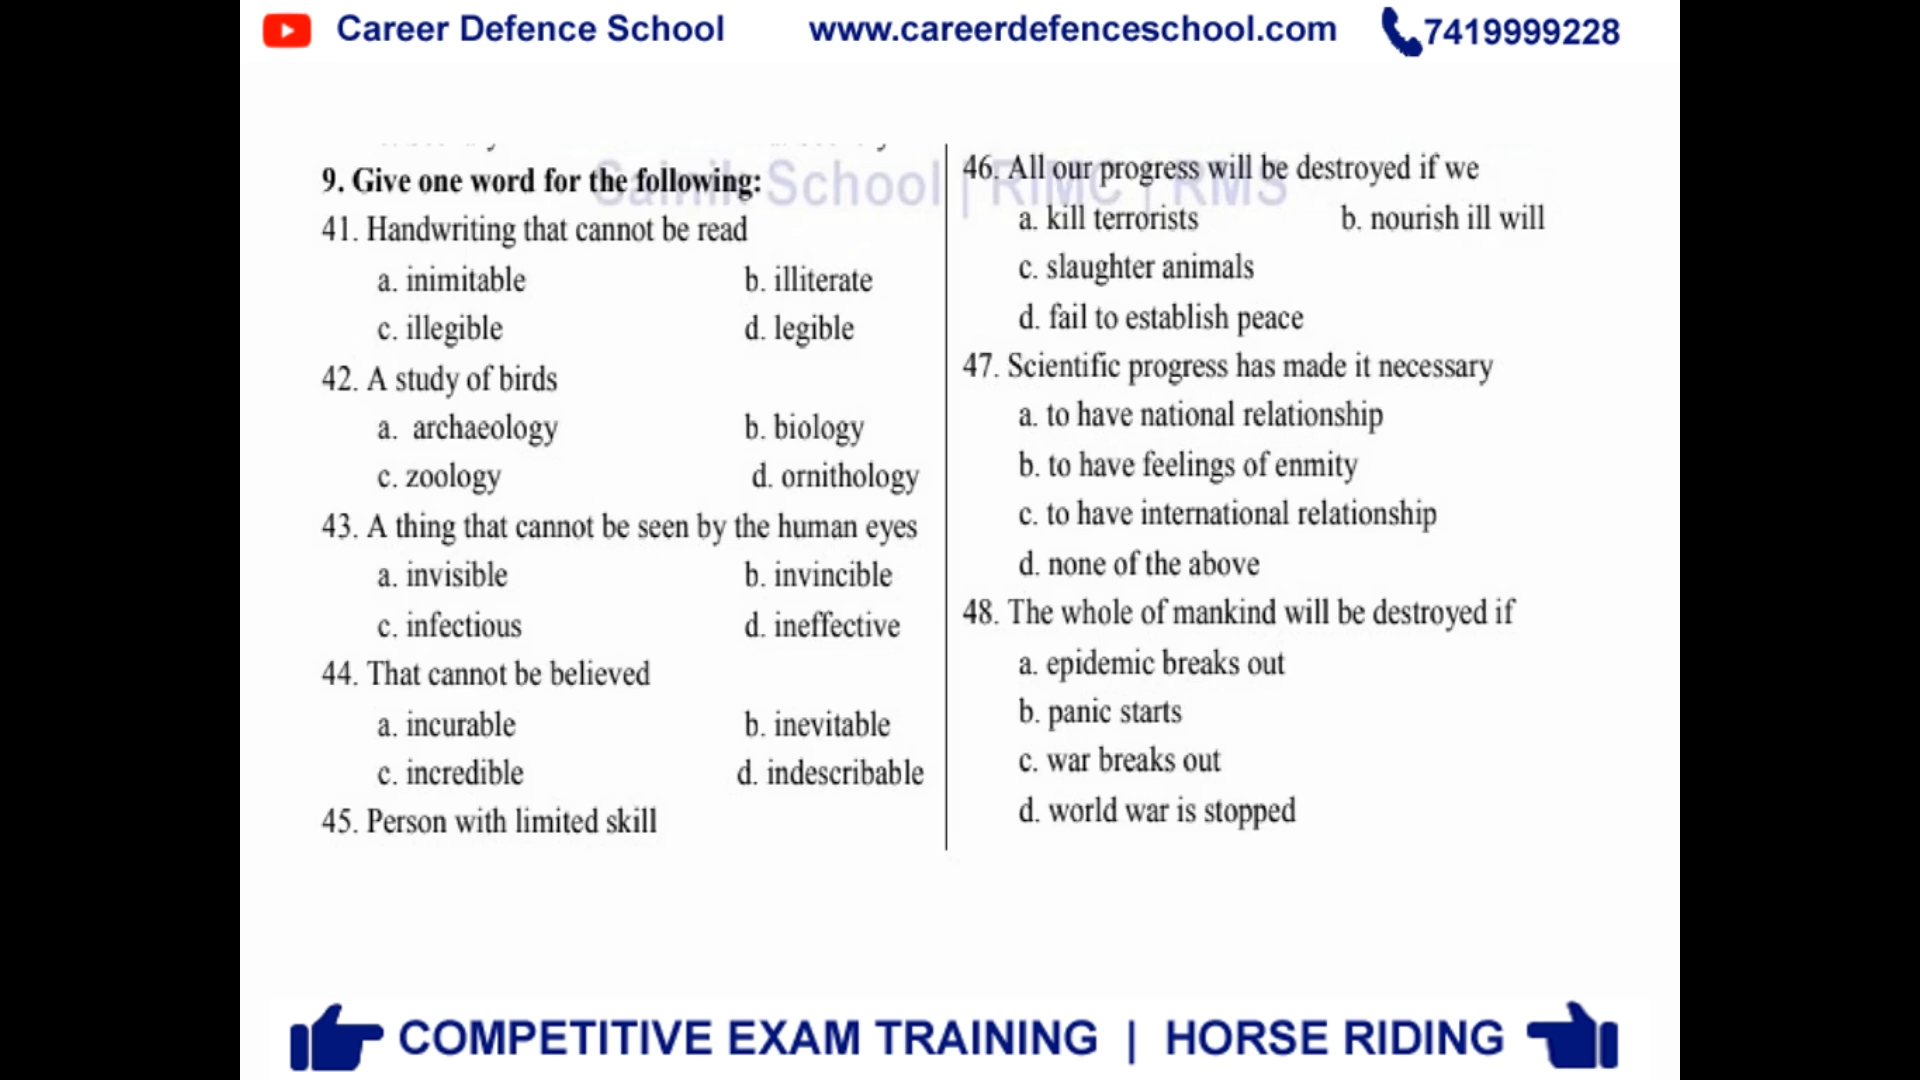 Career Defence School www.careerdefenceschool.com 7419999228
Sainik School | RIMC | RMS
9. Give one word for the following:
41. Handwriting that cannot be read
a. inimitable b. illiterate
c. illegible d. legible
42. A study of birds
a. archaeology b. biology
c. zoology d. ornithology
43. A thing that cannot be seen by the human eyes
a. invisible b. invincible
c. infectious d. ineffective
44. That cannot be believed
a. incurable b. inevitable
c. incredible d. indescribable
45. Person with limited skill
46. All our progress will be destroyed if we
a. kill terrorists b. nourish ill will
c. slaughter animals
d. fail to establish peace
47. Scientific progress has made it necessary
a. to have national relationship
b. to have feelings of enmity
c. to have international relationship
d. none of the above
48. The whole of mankind will be destroyed if
a. epidemic breaks out
b. panic starts
c. war breaks out
d. world war is stopped
COMPETITIVE EXAM TRAINING | HORSE RIDING